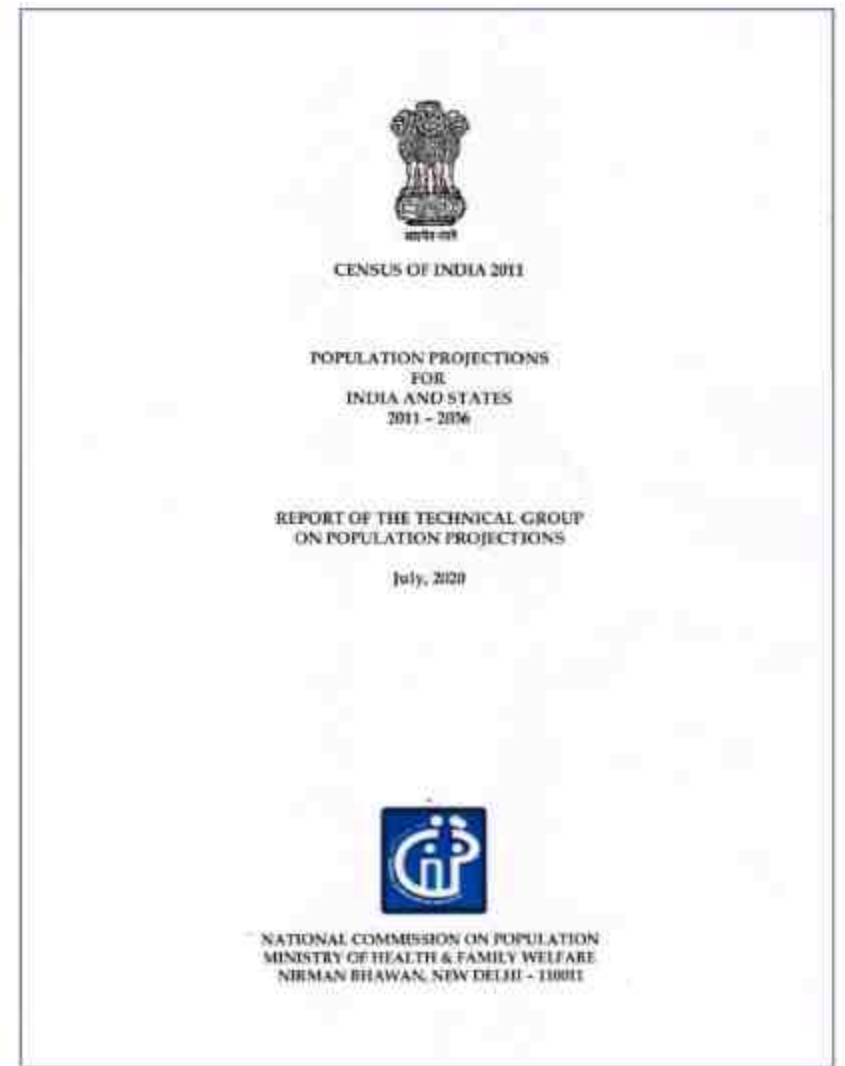 CENSUS OF INDIA 2011
POPULATION PROJECTIONS
FOR
INDIA AND STATES
2011 – 2036
REPORT OF THE TECHNICAL GROUP
ON POPULATION PROJECTIONS
July, 2020
NATIONAL COMMISSION ON POPULATION
MINISTRY OF HEALTH & FAMILY WELFARE
NIRMAN BHAWAN, NEW DELHI – 110011